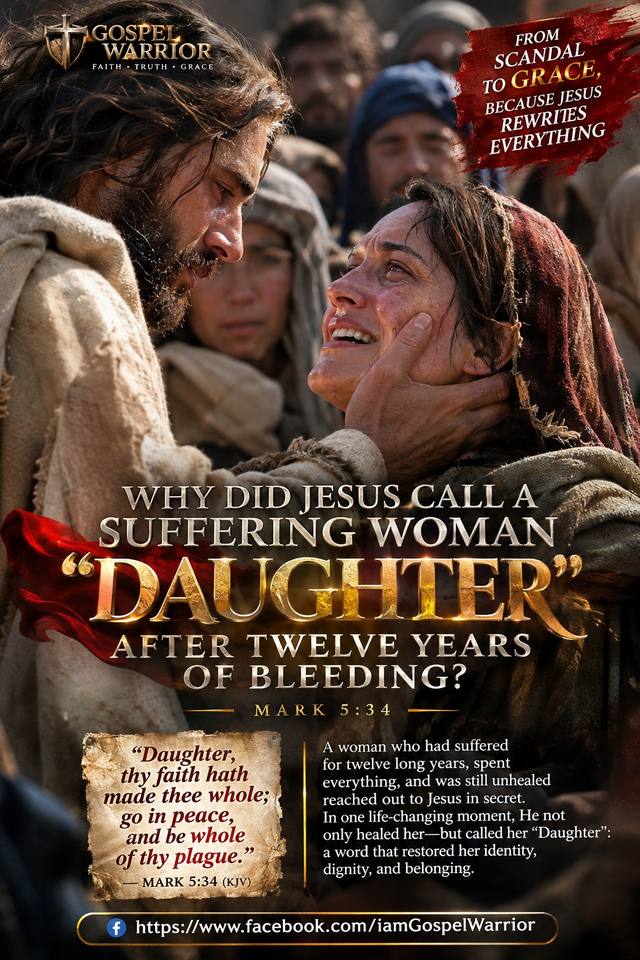 GOSPEL
WARRIOR
FAITH • TRUTH • GRACE
FROM
SCANDAL
TO GRACE,
BECAUSE JESUS
REWRITES
EVERYTHING
WHY DID JESUS CALL A
SUFFERING WOMAN
“DAUGHTER”
AFTER TWELVE YEARS
OF BLEEDING?
MARK 5:34
“Daughter,
thy faith hath
made thee whole;
go in peace,
and be whole
of thy plague.”
— MARK 5:34 (KJV)
A woman who had suffered
for twelve long years, spent
everything, and was still unhealed
reached out to Jesus in secret.
In one life-changing moment, He not
only healed her—but called her “Daughter”:
a word that restored her identity,
dignity, and belonging.
https://www.facebook.com/iamGospelWarrior